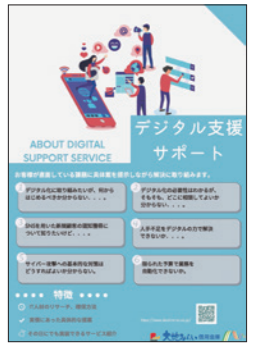 デジタル支援
サポート
ABOUT DIGITAL
SUPPORT SERVICE
お客様が直面している課題に具体案を提示しながら解決に取り組みます。
1
デジタル化に取り組みたいが、何から
はじめるべきか分からない、、、。
2
デジタル化の必要性はわかるが、
そもそも、どこに相談してよいか
分からない、、、。
3
SNSを用いた新規顧客の
について知りたいけど、、、。
4
人手不足をデジタルの力で解決
できないか、、、。
5
サイバー攻撃への基本的な対策は
どうすればよいか分からない。
6
限られた予算で業務を
自動化できないか。
特徴